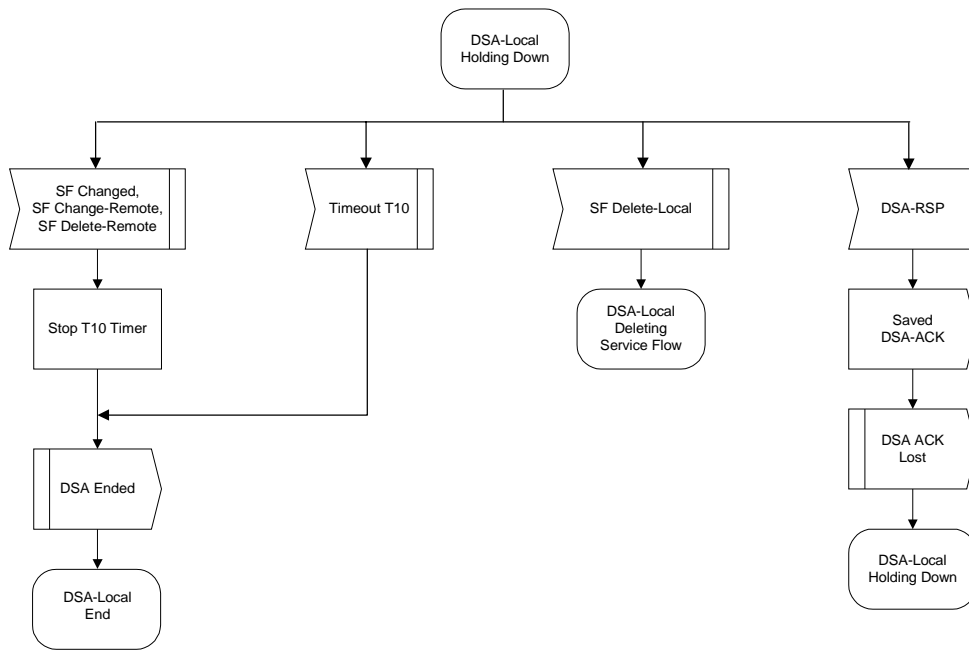 DSA-Local
Holding Down
SF Changed,
SF Change-Remote,
SF Delete-Remote
Timeout T10
SF Delete-Local
DSA-RSP
Stop T10 Timer
DSA-Local
Deleting
Service Flow
Saved
DSA-ACK
DSA ACK
Lost
DSA Ended
DSA-Local
Holding Down
DSA-Local
End